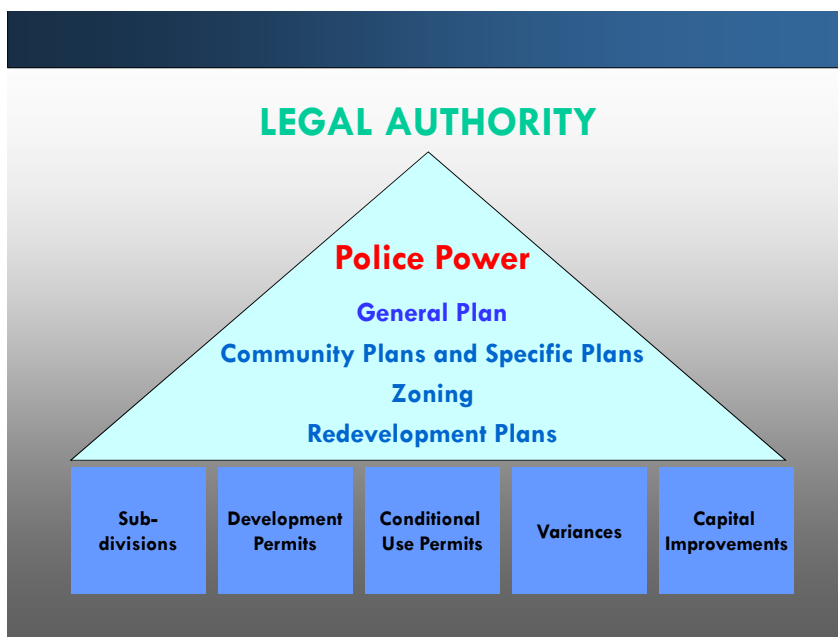 LEGAL AUTHORITY
Police Power
General Plan
Community Plans and Specific Plans
Zoning
Redevelopment Plans
Sub-
divisions
Development
Permits
Conditional
Use Permits
Variances
Capital
Improvements